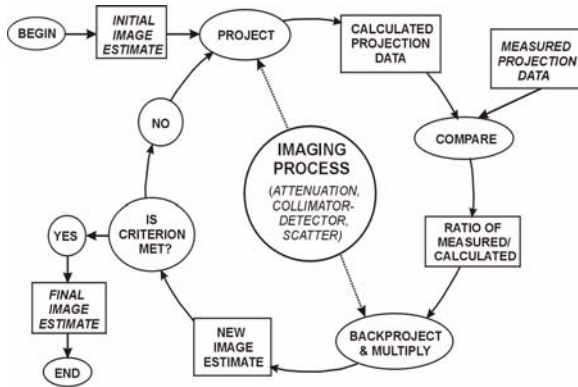 BEGIN
INITIAL
IMAGE
ESTIMATE
PROJECT
CALCULATED
PROJECTION
DATA
MEASURED
PROJECTION
DATA
COMPARE
RATIO OF
MEASURED/
CALCULATED
BACKPROJECT
& MULTIPLY
NEW
IMAGE
ESTIMATE
IS
CRITERION
MET?
NO
YES
FINAL
IMAGE
ESTIMATE
END
IMAGING
PROCESS
(ATTENUATION,
COLLIMATOR-
DETECTOR,
SCATTER)